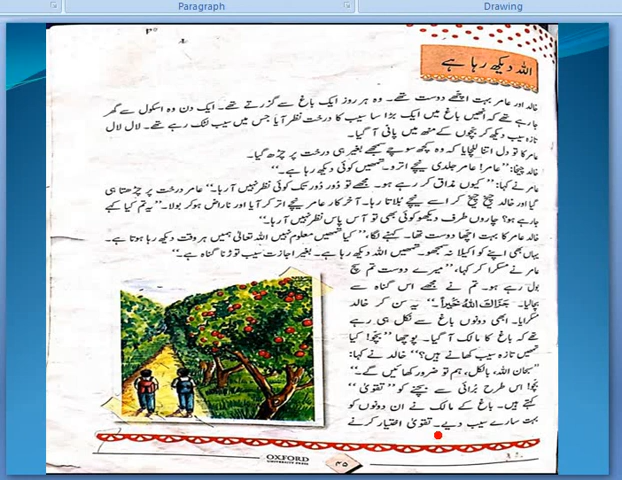 Paragraph
Drawing
اللہ دیکھ رہا ہے
خالد اور عامر بہت اچھے دوست تھے۔ وہ ہر روز ایک باغ سے گزرتے تھے۔ ایک دن وہ اسکول سے گھر
جا رہے تھے کہ انھیں باغ میں ایک بڑا سا سیب کا درخت نظر آیا جس میں سیب لٹک رہے تھے۔ لال لال
تازہ سیب دیکھ کر بچوں کے منھ میں پانی آ گیا۔
عامر کا تو دل اتنا للچایا کہ وہ کچھ سوچے سمجھے بغیر ہی درخت پر چڑھ گیا۔
خالد چیخا: ”عامر! عامر جلدی نیچے اترو۔ تمھیں کوئی دیکھ رہا ہے۔“
عامر نے کہا: ”کیوں مذاق کر رہے ہو۔ مجھے تو دور دور تک کوئی نظر نہیں آ رہا۔“ عامر درخت پر چڑھتا ہی
گیا اور خالد چیخ چیخ کر اسے نیچے بلاتا رہا۔ آخر کار عامر نیچے اتر کر آیا اور ناراض ہو کر بولا۔ ”یہ تم کیا کہے
جا رہے ہو؟ چاروں طرف دیکھو کوئی بھی تو آس پاس نظر نہیں آ رہا۔“
خالد عامر کا بہت اچھا دوست تھا۔ کہنے لگا، ”کیا تمھیں معلوم نہیں اللہ تعالیٰ ہمیں ہر وقت دیکھ رہا ہوتا ہے۔
یہاں بھی اپنے کو اکیلا نہ سمجھو۔ تمھیں اللہ دیکھ رہا ہے۔ بغیر اجازت سیب توڑنا گناہ ہے۔“
عامر نے مسکرا کر کہا، ”میرے دوست تم سچ
بول رہے ہو۔ تم نے مجھے اس گناہ سے
بچا لیا۔ جَزَاكَ اللهُ خَيْراً۔“ یہ سن کر خالد
مسکرایا۔ ابھی دونوں باغ سے نکل ہی رہے
تھے کہ باغ کا مالک آ گیا۔ پوچھا ”بچو! کیا
تمھیں تازہ سیب کھانے ہیں؟“ خالد نے کہا:
”سبحان اللہ، بالکل، ہم تو ضرور کھائیں گے۔“
بچو! اس طرح برائی سے بچنے کو ”تقویٰ“
کہتے ہیں۔ باغ کے مالک نے ان دونوں کو
بہت سارے سیب دیے۔ تقویٰ اختیار کرنے
OXFORD
UNIVERSITY PRESS
۴۵